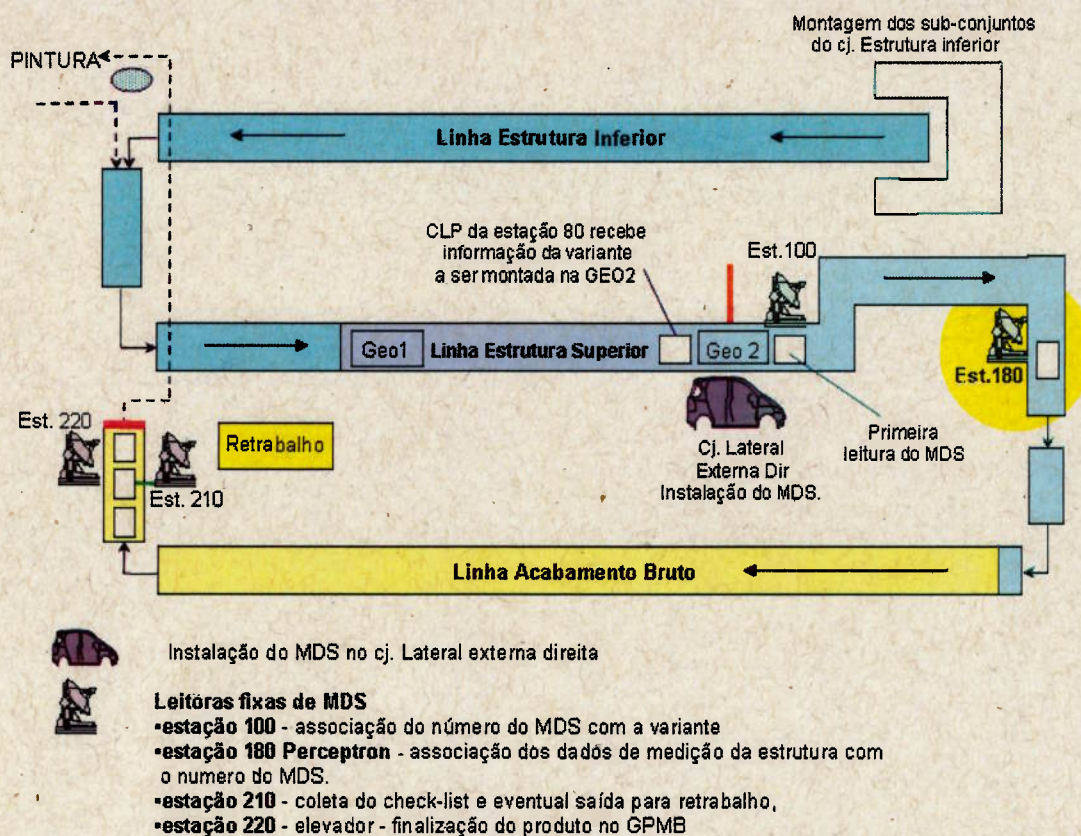 Montagem dos sub-conjuntos
do cj. Estrutura inferior
PINTURA
Linha Estrutura Inferior
CLP da estação 80 recebe
informação da variante
a ser montada na GEO2
Est.100
Geo1
Linha Estrutura Superior
Geo 2
Est.180
Est. 220
Retrabalho
Est. 210
Cj. Lateral
Externa Dir
Instalação do MDS.
Primeira
leitura do MDS
Linha Acabamento Bruto
Instalação do MDS no cj. Lateral externa direita
Leitoras fixas de MDS
•estação 100 - associação do número do MDS com a variante
•estação 180 Perceptron - associação dos dados de medição da estrutura com
o numero do MDS.
•estação 210 - coleta do check-list e eventual saída para retrabalho,
•estação 220 - elevador - finalização do produto no GPMB